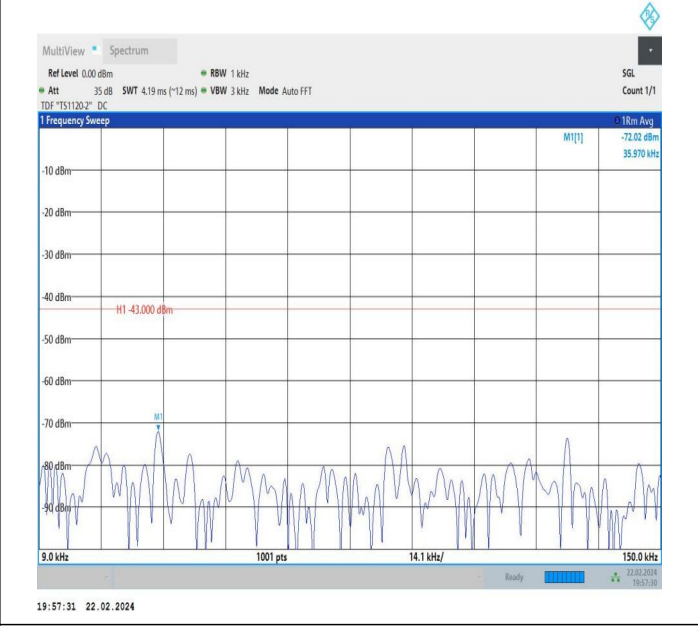 R S
MultiView Spectrum
Ref Level 0.00 dBm RBW 1 kHz SGL
Att 35 dB SWT 4.19 ms (~12 ms) VBW 3 kHz Mode Auto FFT Count 1/1
TDF "TS1120-2" DC
1 Frequency Sweep 1Rm Avg
M1[1] -72.02 dBm
35.970 kHz
-10 dBm
-20 dBm
-30 dBm
-40 dBm
H1 -43.000 dBm
-50 dBm
-60 dBm
-70 dBm
M1
-80 dBm
-90 dBm
9.0 kHz 1001 pts 14.1 kHz/ 150.0 kHz
Ready 22.02.2024
19:57:30
19:57:31 22.02.2024